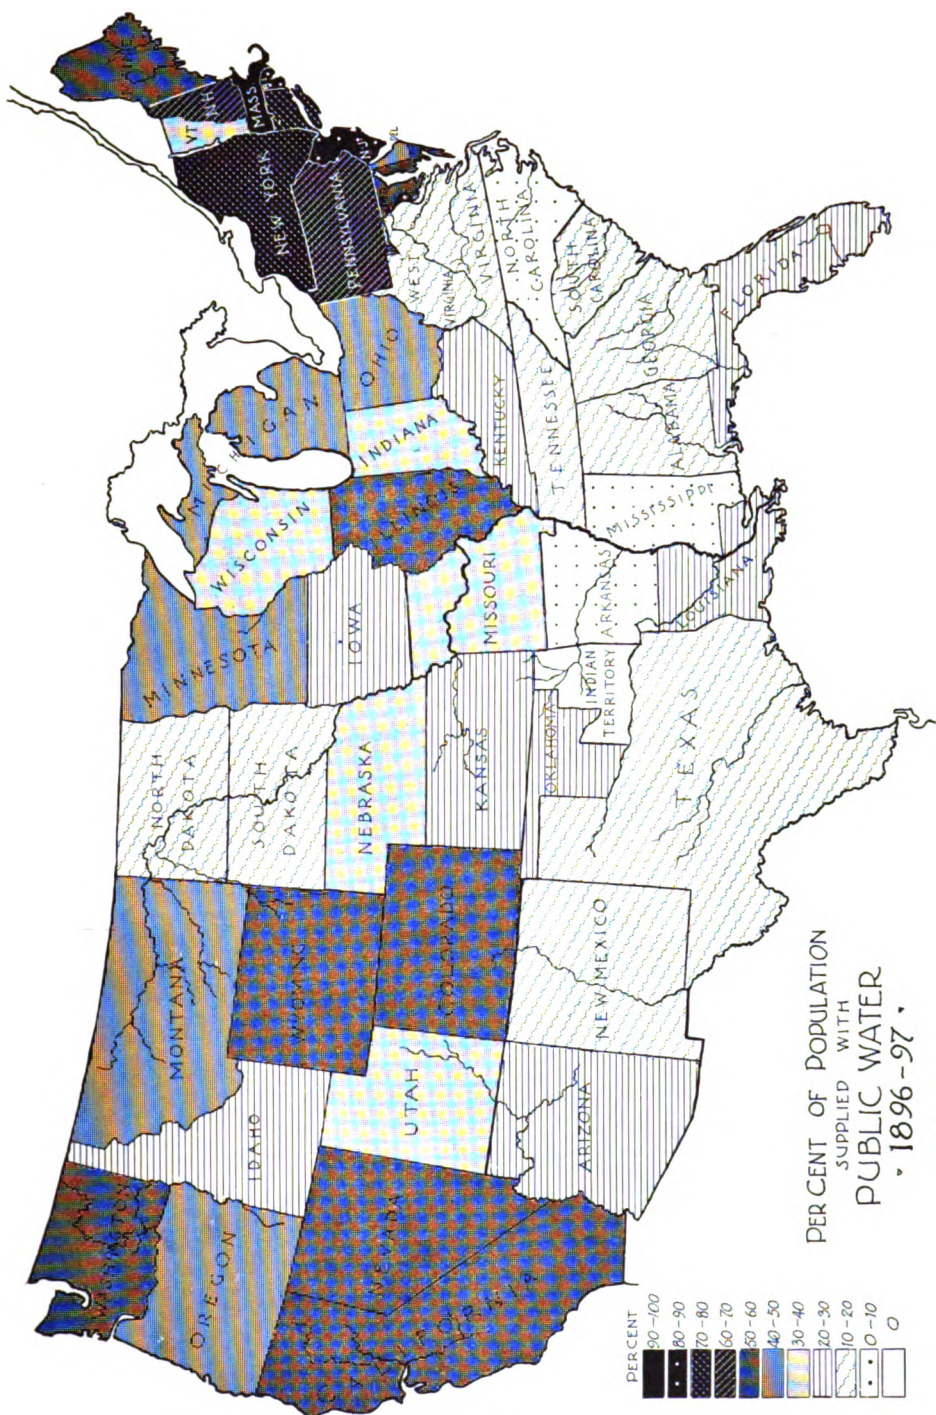 PER CENT OF POPULATION
SUPPLIED WITH
PUBLIC WATER
· 1896-97 ·
PERCENT
90-100
80-90
70-80
60-70
50-60
40-50
30-40
20-30
10-20
0-10
0
OREGON
NEVADA
IDAHO
MONTANA
WYOMING
UTAH
COLORADO
ARIZONA
NEW MEXICO
NORTH
DAKOTA
SOUTH
DAKOTA
NEBRASKA
KANSAS
OKLAHOMA
INDIAN
TERRITORY
TEXAS
MINNESOTA
IOWA
MISSOURI
ARKANSAS
LOUISIANA
WISCONSIN
ILLINOIS
MICHIGAN
INDIANA
OHIO
KENTUCKY
TENNESSEE
MISSISSIPPI
ALABAMA
GEORGIA
FLORIDA
SOUTH
CAROLINA
NORTH
CAROLINA
VIRGINIA
WEST
VIRGINIA
PENNSYLVANIA
NEW YORK
NJ
DEL
VT
NH
MASS